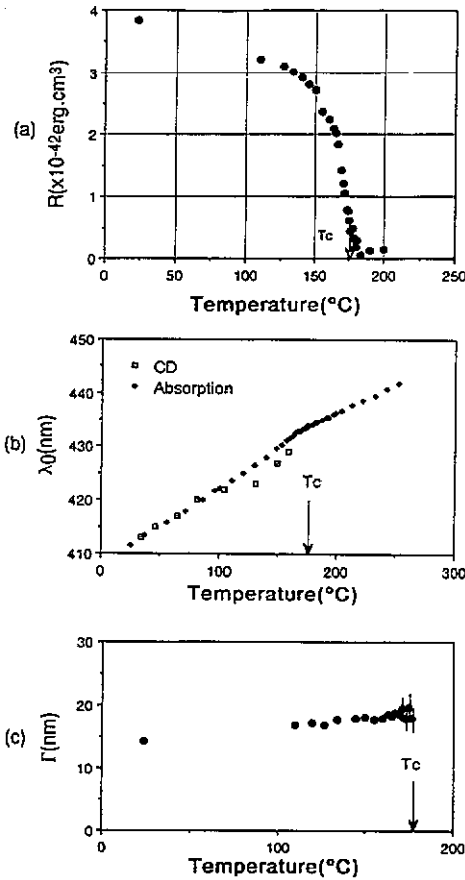 (a)
R(x10-42erg.cm³)
4
3
2
1
0
Tc
0 50 100 150 200 250
Temperature(°C)
(b)
λ0(nm)
450
440
430
420
410
CD
Absorption
Tc
0 100 200 300
Temperature(°C)
(c)
Γ(nm)
30
20
10
0
Tc
0 100 200
Temperature(°C)